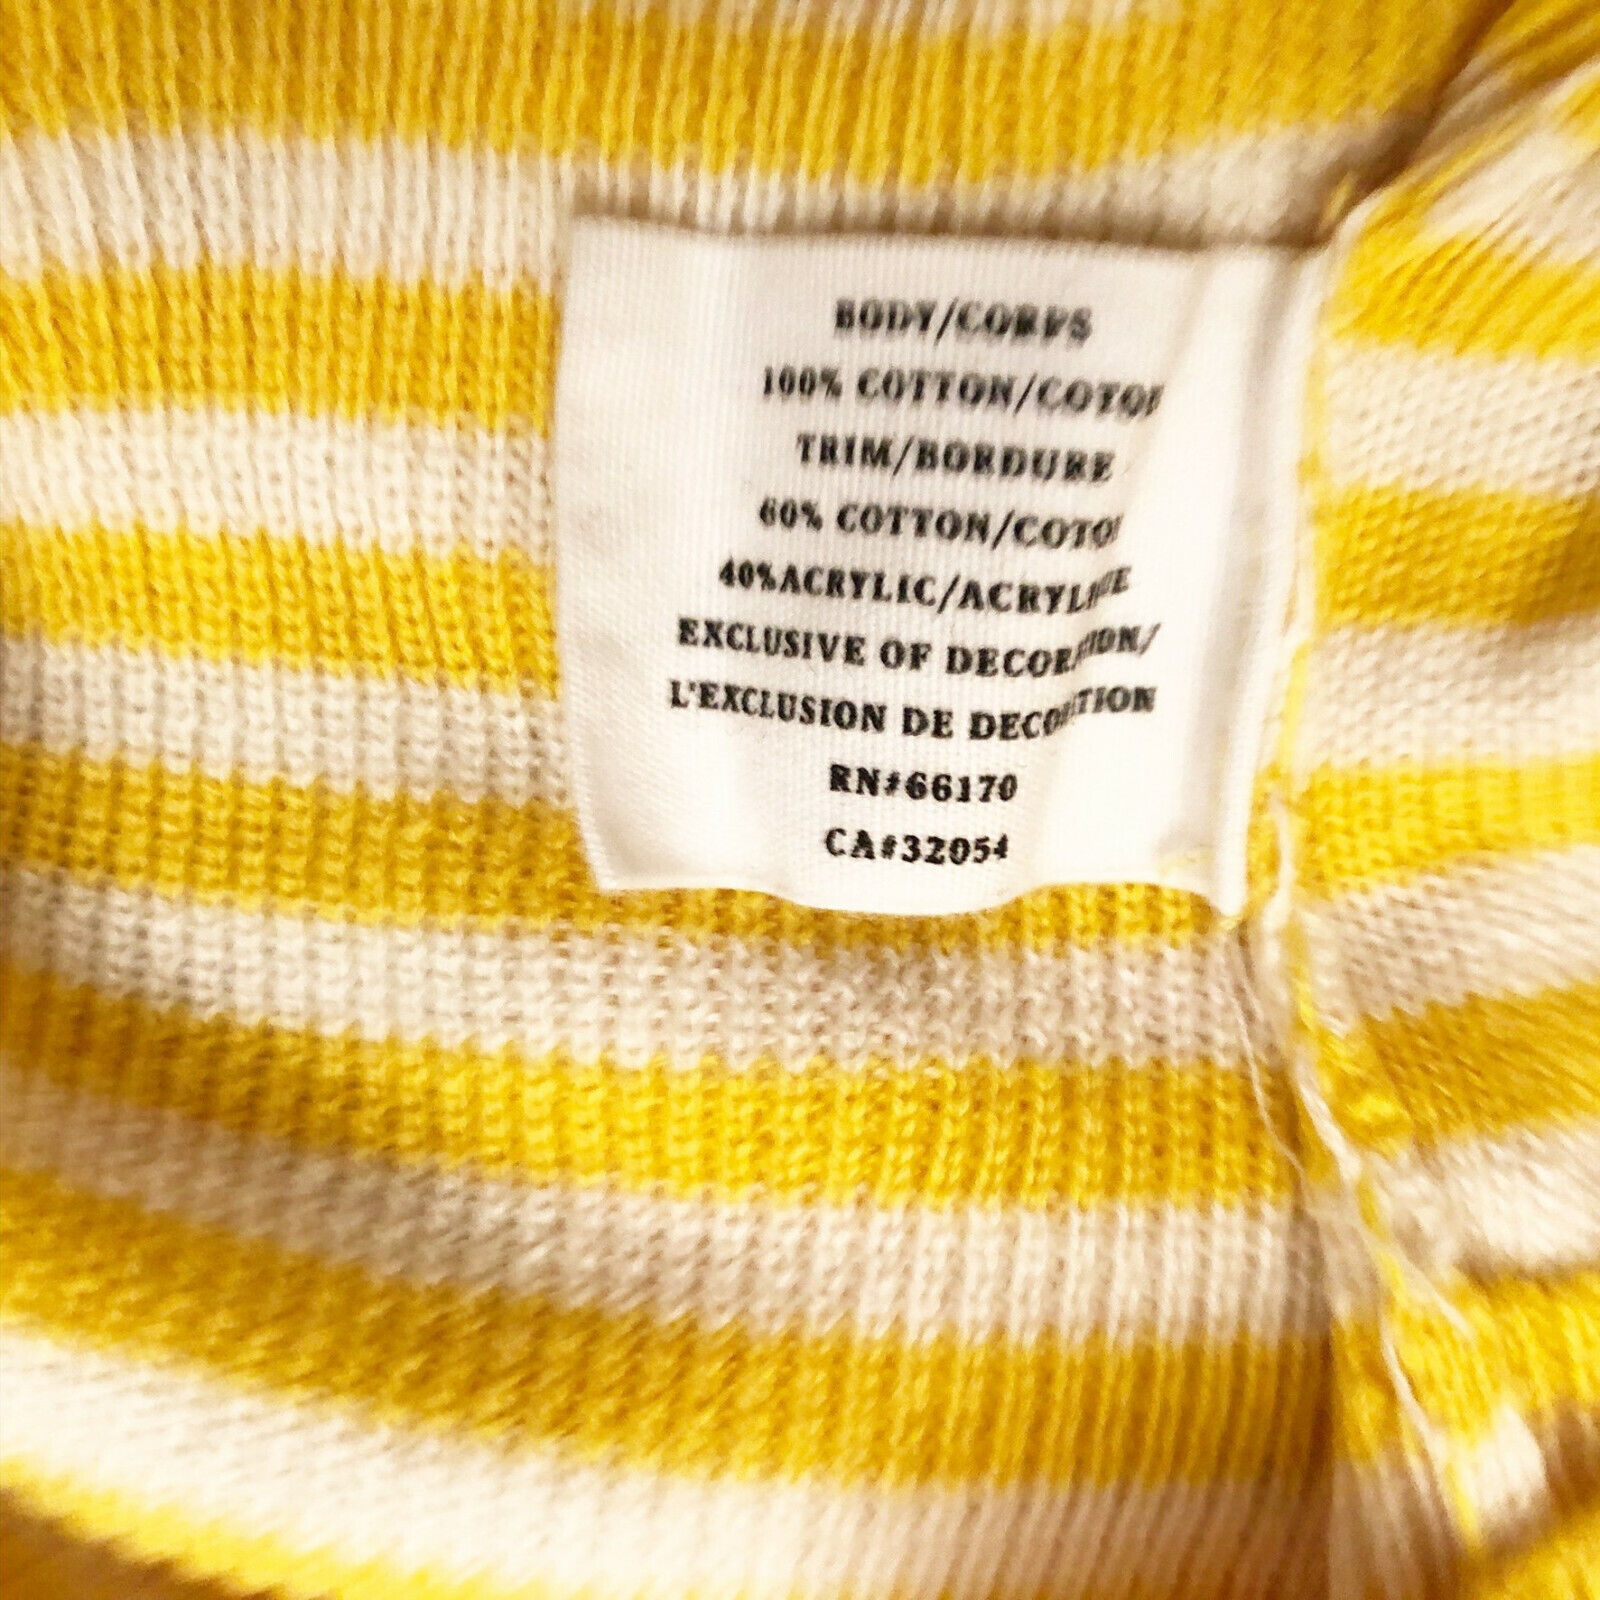 BODY/CORPS
100% COTTON/COTON
TRIM/BORDURE
60% COTTON/COTON
40%ACRYLIC/ACRYLIQUE
EXCLUSIVE OF DECORATION/
L'EXCLUSION DE DECORATION
RN#66170
CA#32054